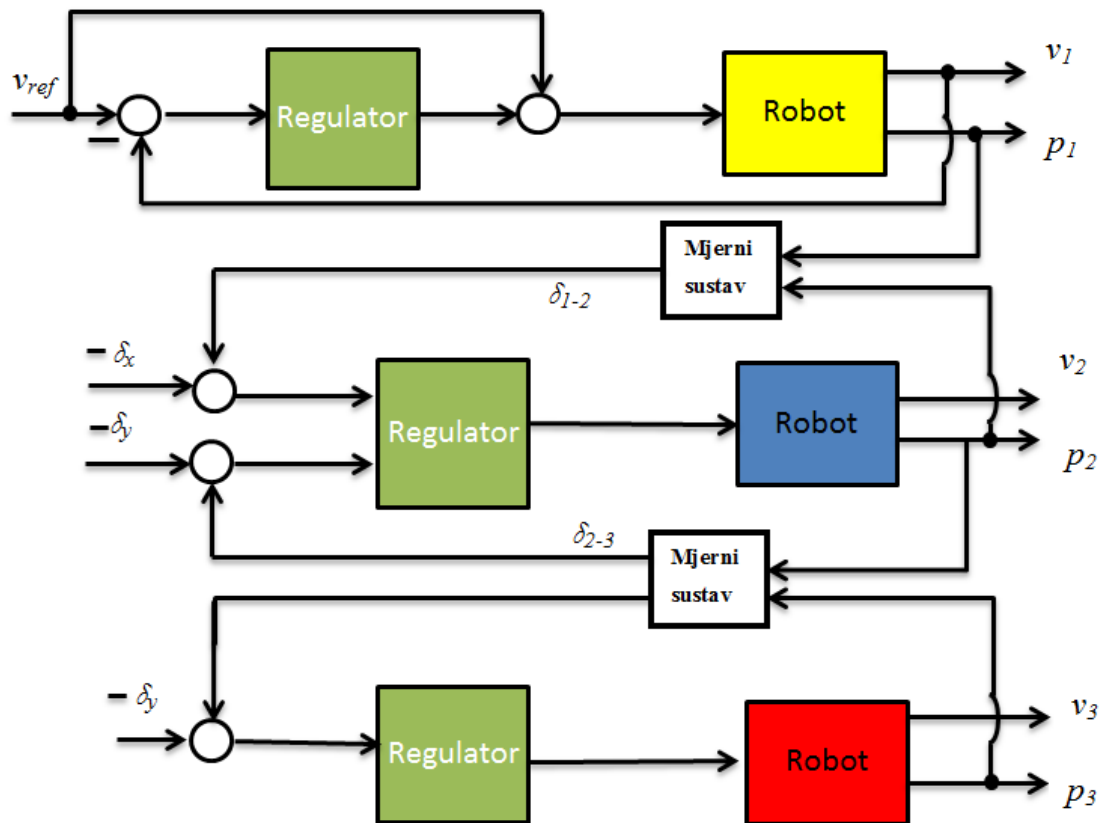 v_ref
Regulator
Robot
v_1
p_1
−
Mjerni
sustav
δ_1-2
− δ_x
−δ_y
Regulator
Robot
v_2
p_2
δ_2-3
Mjerni
sustav
− δ_y
Regulator
Robot
v_3
p_3